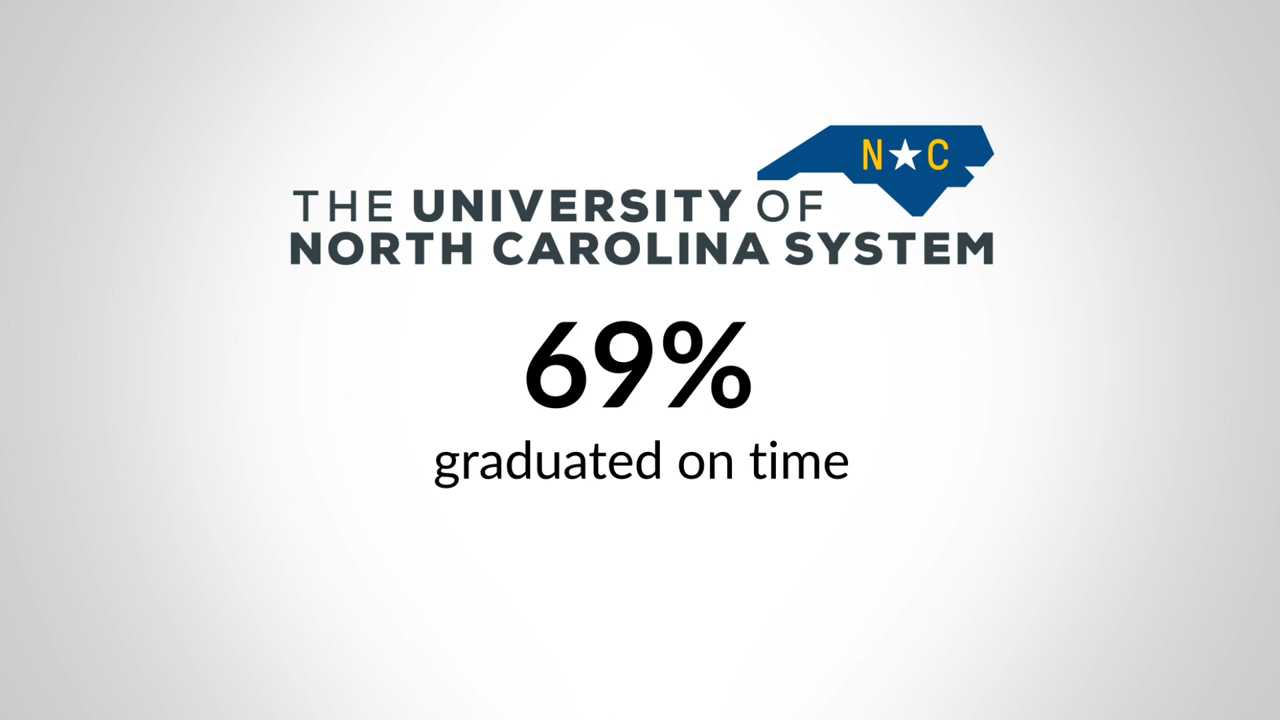 N★C
THE UNIVERSITY OF
NORTH CAROLINA SYSTEM
69%
graduated on time